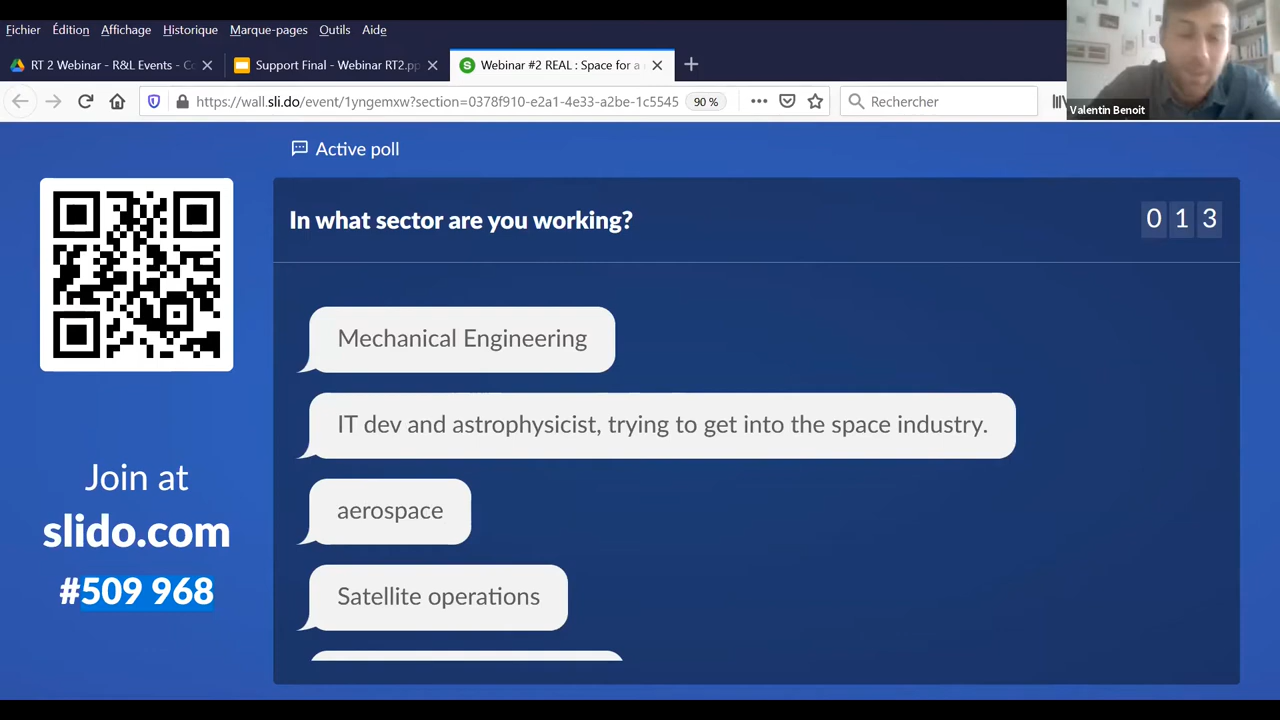 Fichier Édition Affichage Historique Marque-pages Outils Aide
RT 2 Webinar - R&L Events - Support Final - Webinar RT2.pp Webinar #2 REAL : Space for a
https://wall.sli.do/event/1yngemxw?section=0378f910-e2a1-4e33-a2be-1c5545 90 % Rechercher
Valentin Benoit
Active poll
In what sector are you working? 013
Mechanical Engineering
IT dev and astrophysicist, trying to get into the space industry.
aerospace
Satellite operations
Join at
slido.com
#509 968